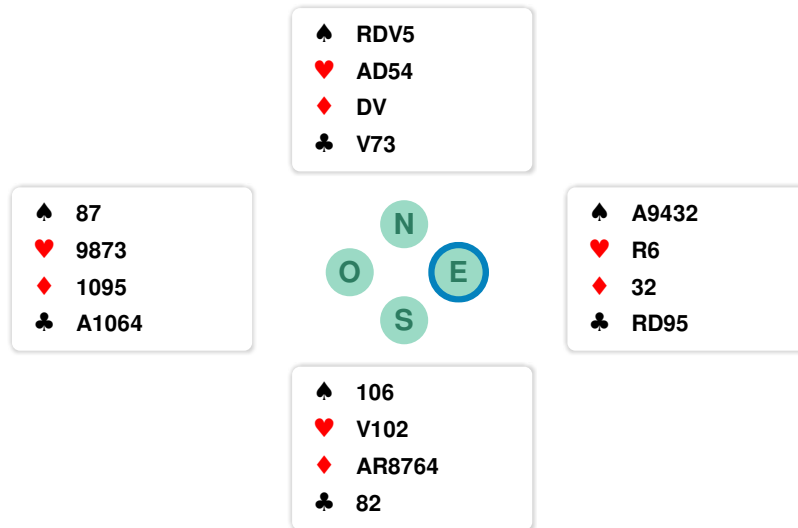 ♠ RDV5
♥ AD54
♦ DV
♣ V73
♠ 87
♥ 9873
♦ 1095
♣ A1064
N
O E
S
♠ A9432
♥ R6
♦ 32
♣ RD95
♠ 106
♥ V102
♦ AR8764
♣ 82